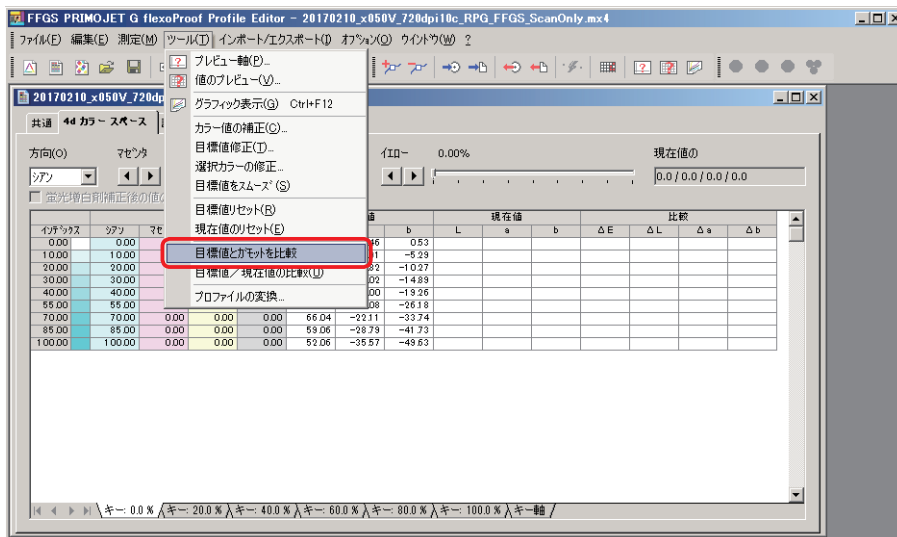 FFGS PRIMOJET G flexoProof Profile Editor - 20170210_x050V_720dpi10c_RPG_FFGS_ScanOnly.mx4
ファイル(F) 編集(E) 測定(M) ツール(T) インポート/エクスポート(I) オプション(O) ウインドウ(W) ?
20170210_x050V_720dp
共通 4d カラー スペース
方向(O) マゼンタ イエロー 0.00% 現在値の
シアン 0.0 / 0.0 / 0.0 / 0.0
蛍光増白剤補正後の値の
プレビュー軸(P)...
値のプレビュー(V)...
グラフィック表示(G) Ctrl+F12
カラー値の補正(C)...
目標値修正(T)...
選択カラーの修正...
目標値をスムーズ(S)
目標値リセット(R)
現在値のリセット(E)
目標値とガモットを比較
目標値／現在値の比較(U)
プロファイルの変換...
現在値 比較
インデックス シアン マゼ b L a b ΔE ΔL Δa Δb
0.00 0.00 0.53
10.00 10.00 -5.29
20.00 20.00 -10.27
30.00 30.00 -14.89
40.00 40.00 -19.26
55.00 55.00 -26.18
70.00 70.00 0.00 0.00 0.00 66.04 -22.11 -33.74
85.00 85.00 0.00 0.00 0.00 59.06 -28.79 -41.73
100.00 100.00 0.00 0.00 0.00 52.06 -35.57 -49.63
キー: 0.0 % キー: 20.0 % キー: 40.0 % キー: 60.0 % キー: 80.0 % キー: 100.0 % キー軸